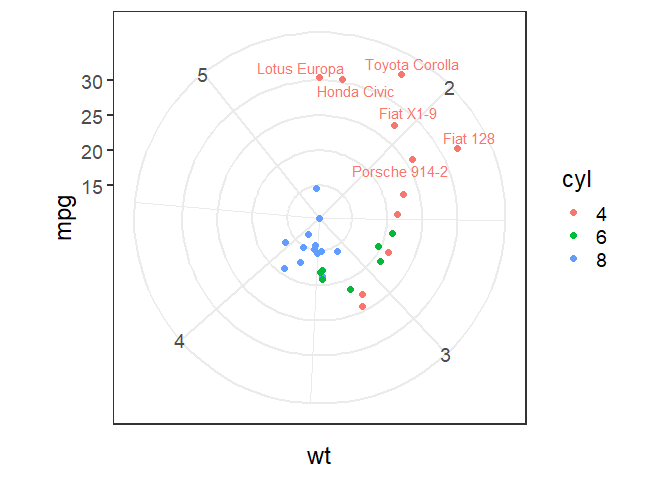 Lotus Europa
Toyota Corolla
5
2
30
Honda Civic
25
Fiat X1-9
20
Fiat 128
15
Porsche 914-2
mpg
cyl
4
6
8
4
3
wt